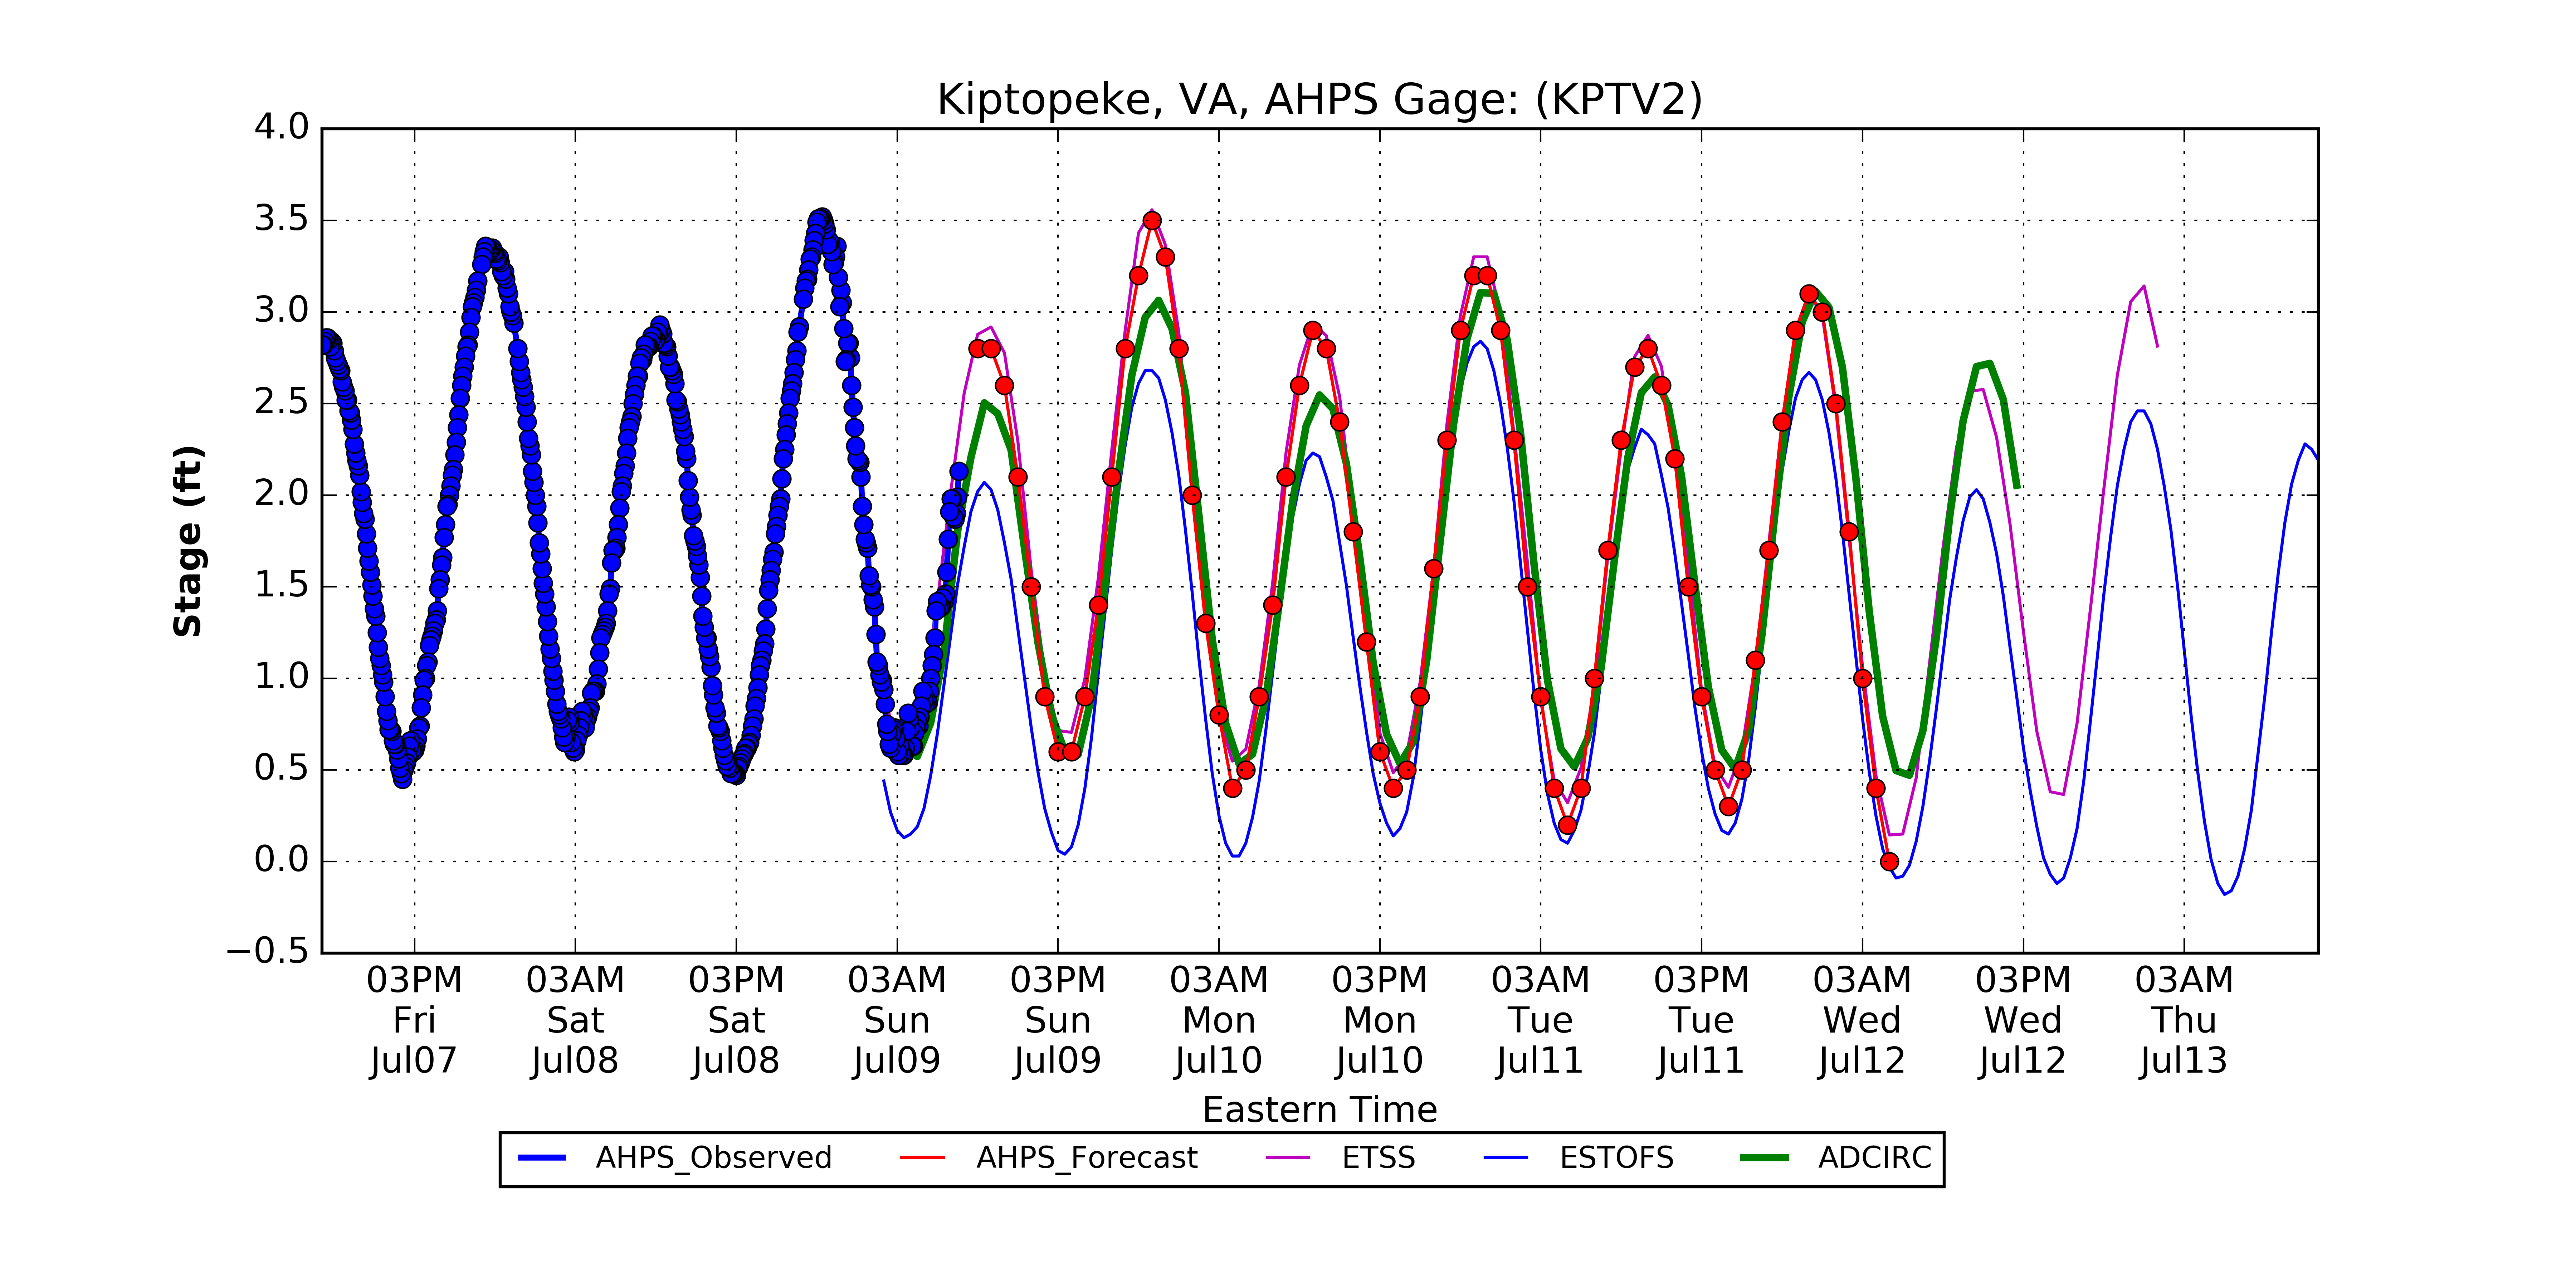 Kiptopeke, VA, AHPS Gage: (KPTV2)
4.0
3.5
3.0
2.5
2.0
1.5
1.0
0.5
0.0
−0.5
Stage (ft)
03PM 03AM 03PM 03AM 03PM 03AM 03PM 03AM 03PM 03AM 03PM 03AM
Fri Sat Sat Sun Sun Mon Mon Tue Tue Wed Wed Thu
Jul07 Jul08 Jul08 Jul09 Jul09 Jul10 Jul10 Jul11 Jul11 Jul12 Jul12 Jul13
Eastern Time
AHPS_Observed AHPS_Forecast ETSS ESTOFS ADCIRC